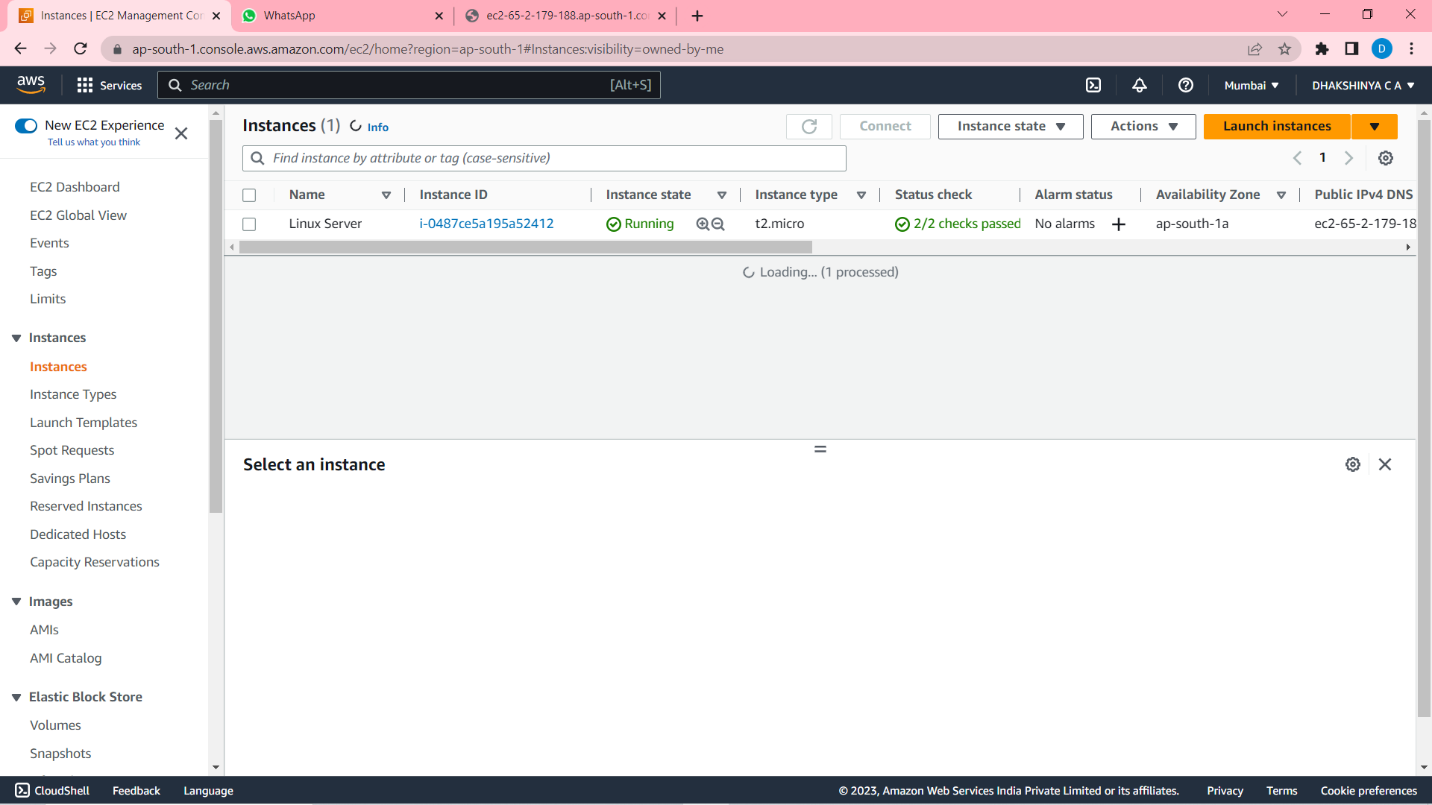 Instances | EC2 Management Cor
WhatsApp
ec2-65-2-179-188.ap-south-1.co
ap-south-1.console.aws.amazon.com/ec2/home?region=ap-south-1#Instances:visibility=owned-by-me
D
aws
Services
Search
[Alt+S]
Mumbai
DHAKSHINYA C A
New EC2 Experience
Tell us what you think
EC2 Dashboard
EC2 Global View
Events
Tags
Limits
Instances
Instances
Instance Types
Launch Templates
Spot Requests
Savings Plans
Reserved Instances
Dedicated Hosts
Capacity Reservations
Images
AMIs
AMI Catalog
Elastic Block Store
Volumes
Snapshots
Instances (1) Info
Connect
Instance state
Actions
Launch instances
Find instance by attribute or tag (case-sensitive)
1
Name Instance ID Instance state Instance type Status check Alarm status Availability Zone Public IPv4 DNS
Linux Server i-0487ce5a195a52412 Running t2.micro 2/2 checks passed No alarms ap-south-1a ec2-65-2-179-18
Loading... (1 processed)
Select an instance
CloudShell Feedback Language © 2023, Amazon Web Services India Private Limited or its affiliates. Privacy Terms Cookie preferences